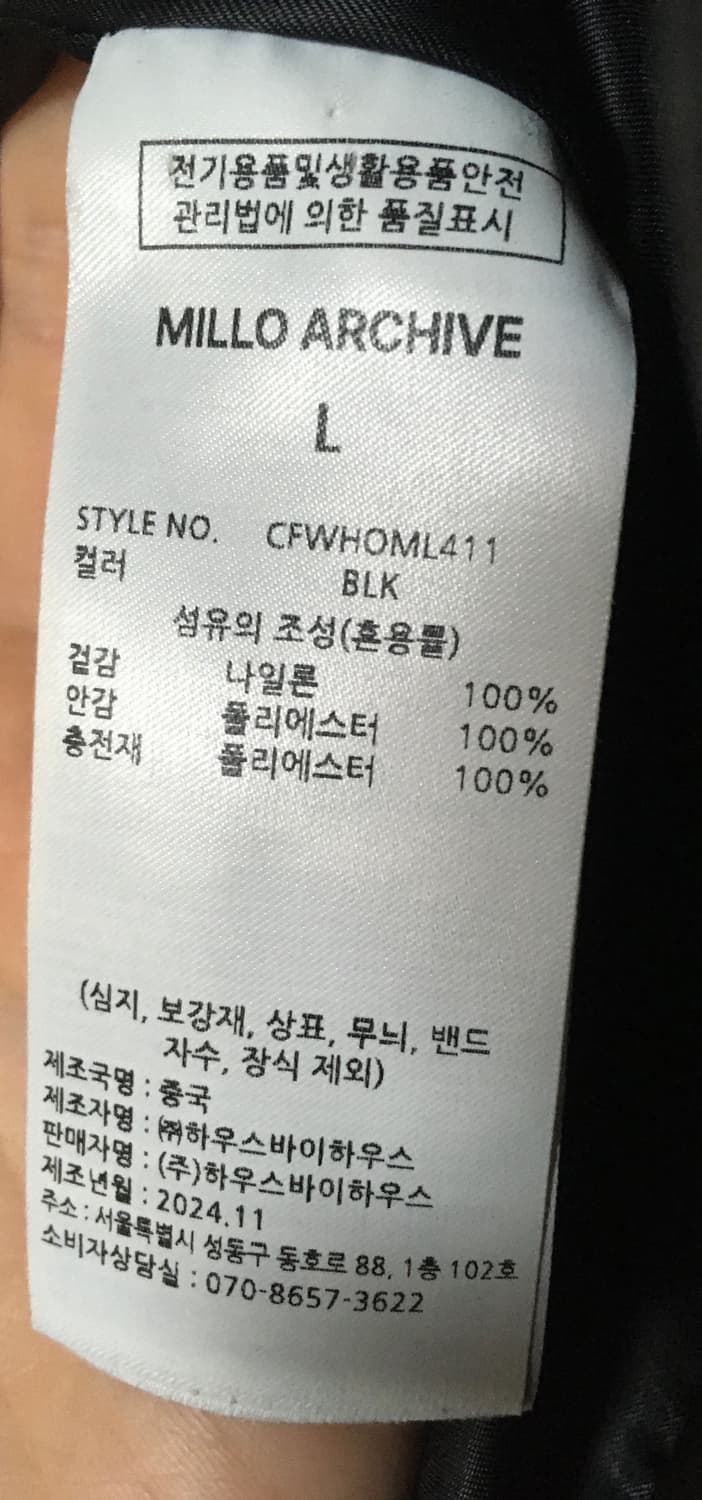 전기용품및생활용품안전
관리법에 의한 품질표시
MILLO ARCHIVE
L
STYLE NO. CFWHOML411
컬러 BLK
섬유의 조성(혼용률)
겉감 나일론 100%
안감 폴리에스터 100%
충전재 폴리에스터 100%
(심지, 보강재, 상표, 무늬, 밴드
자수, 장식 제외)
제조국명 : 중국
제조자명 : ㈜하우스바이하우스
판매자명 : (주)하우스바이하우스
제조년월 : 2024.11
주소 : 서울특별시 성동구 동호로 88, 1층 102호
소비자상담실 : 070-8657-3622